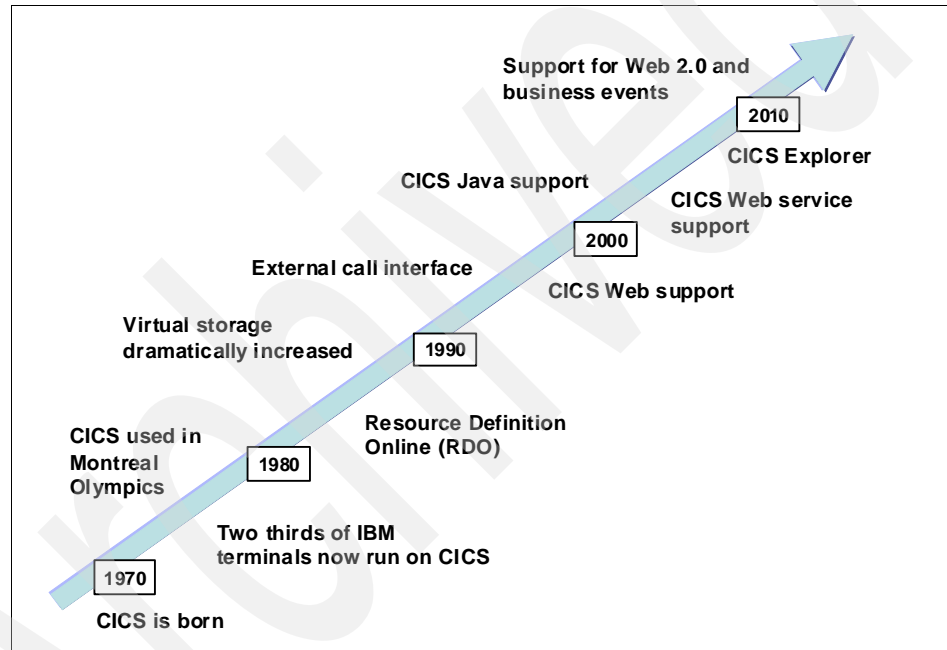 Support for Web 2.0 and
business events
2010
CICS Explorer
CICS Java support
CICS Web service
support
2000
External call interface
CICS Web support
Virtual storage
dramatically increased
1990
Resource Definition
Online (RDO)
CICS used in
Montreal
Olympics
1980
Two thirds of IBM
terminals now run on CICS
1970
CICS is born